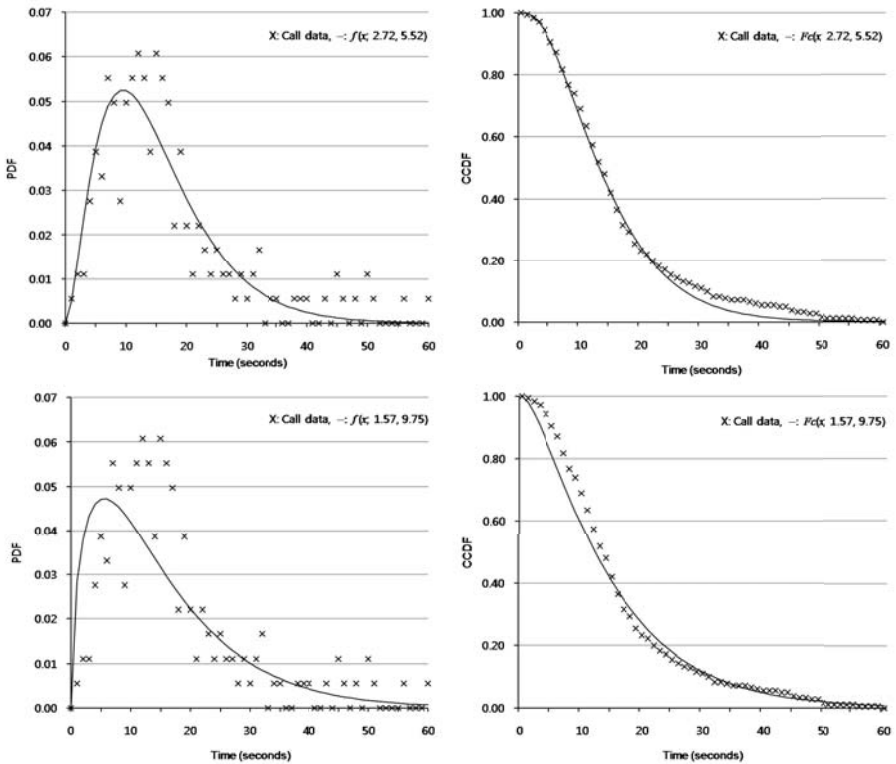 0.07
0.06
0.05
0.04
0.03
0.02
0.01
0.00
PDF
X: Call data, –: f(x; 2.72, 5.52)
0 10 20 30 40 50 60
Time (seconds)
1.00
0.80
0.60
0.40
0.20
0.00
CCDF
X: Call data, –: Fc(x; 2.72, 5.52)
0 10 20 30 40 50 60
Time (seconds)
0.07
0.06
0.05
0.04
0.03
0.02
0.01
0.00
PDF
X: Call data, –: f(x; 1.57, 9.75)
0 10 20 30 40 50 60
Time (seconds)
1.00
0.80
0.60
0.40
0.20
0.00
CCDF
X: Call data, –: Fc(x; 1.57, 9.75)
0 10 20 30 40 50 60
Time (seconds)